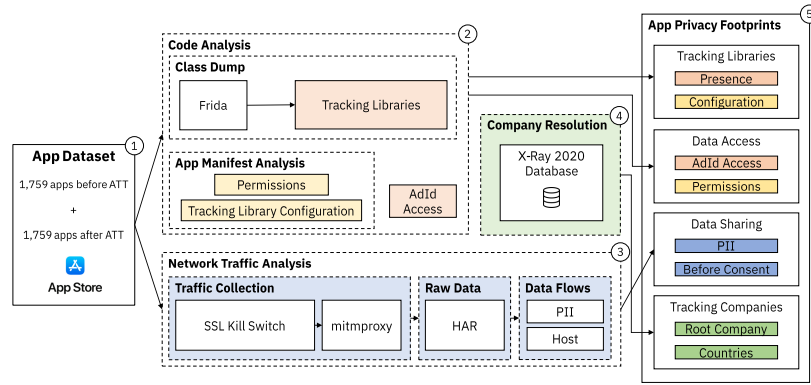 1
App Dataset
1,759 apps before ATT
+
1,759 apps after ATT
App Store
2
Code Analysis
Class Dump
Frida
Tracking Libraries
App Manifest Analysis
Permissions
Tracking Library Configuration
AdId
Access
3
Network Traffic Analysis
Traffic Collection
SSL Kill Switch
mitmproxy
Raw Data
HAR
Data Flows
PII
Host
4
Company Resolution
X-Ray 2020
Database
5
App Privacy Footprints
Tracking Libraries
Presence
Configuration
Data Access
AdId Access
Permissions
Data Sharing
PII
Before Consent
Tracking Companies
Root Company
Countries